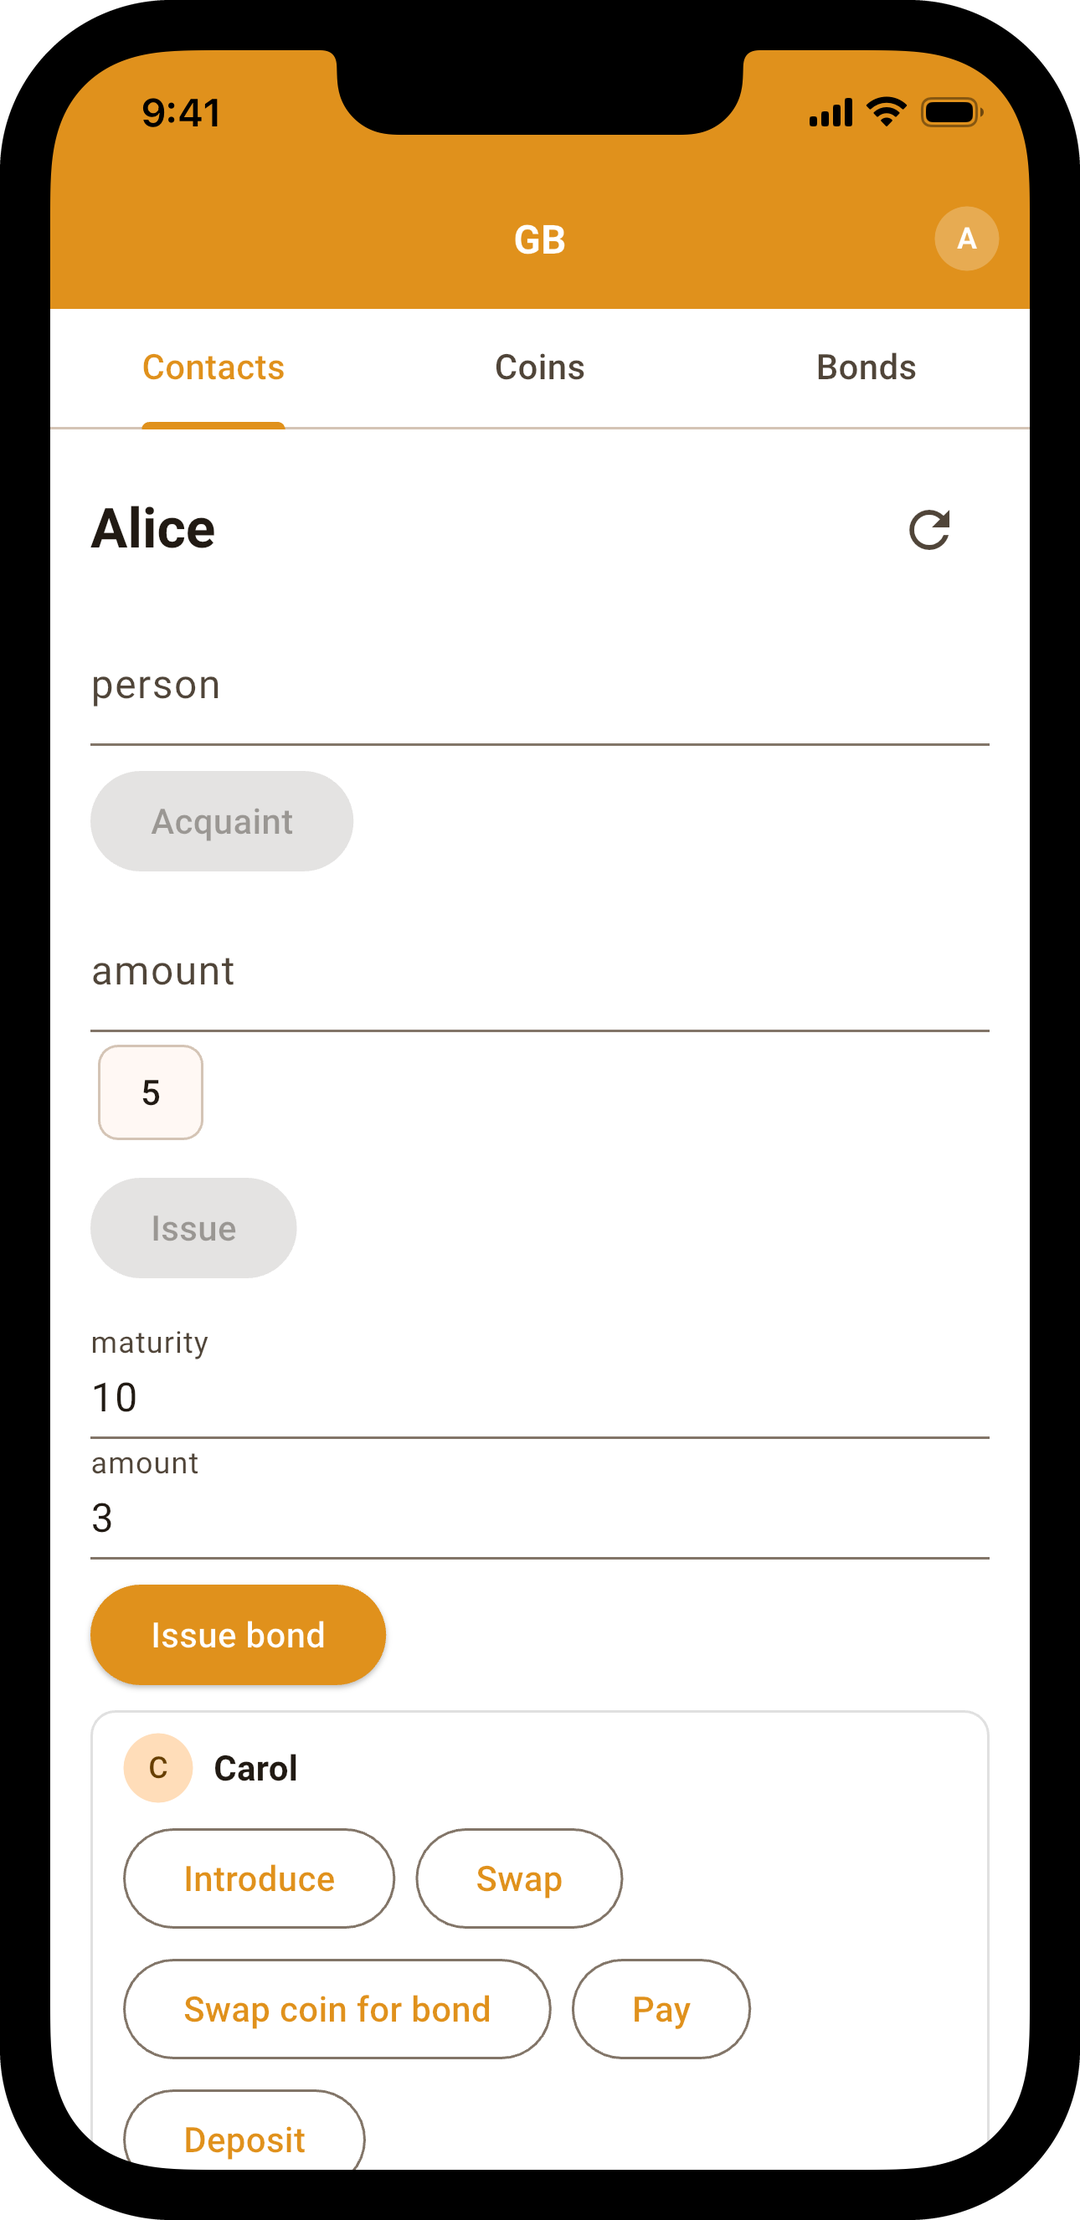 9:41
GB
A
Contacts Coins Bonds
Alice
person
Acquaint
amount
5
Issue
maturity
10
amount
3
Issue bond
C Carol
Introduce Swap
Swap coin for bond Pay
Deposit